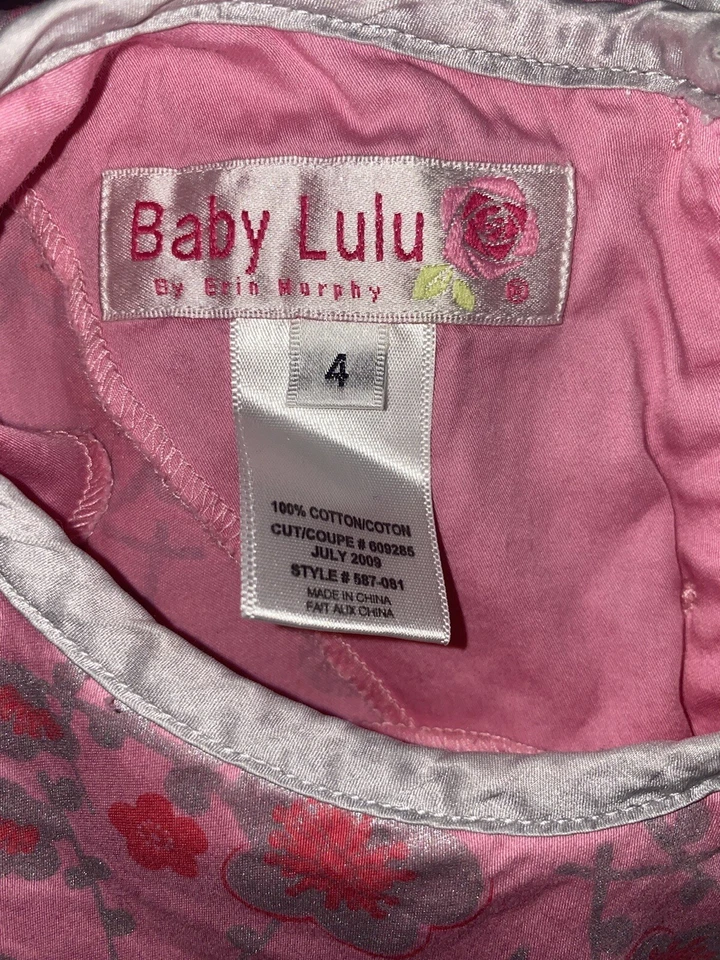 Baby Lulu
By Erin Murphy ®
4
100% COTTON/COTON
CUT/COUPE # 609285
JULY 2009
STYLE # 587-081
MADE IN CHINA
FAIT AUX CHINA